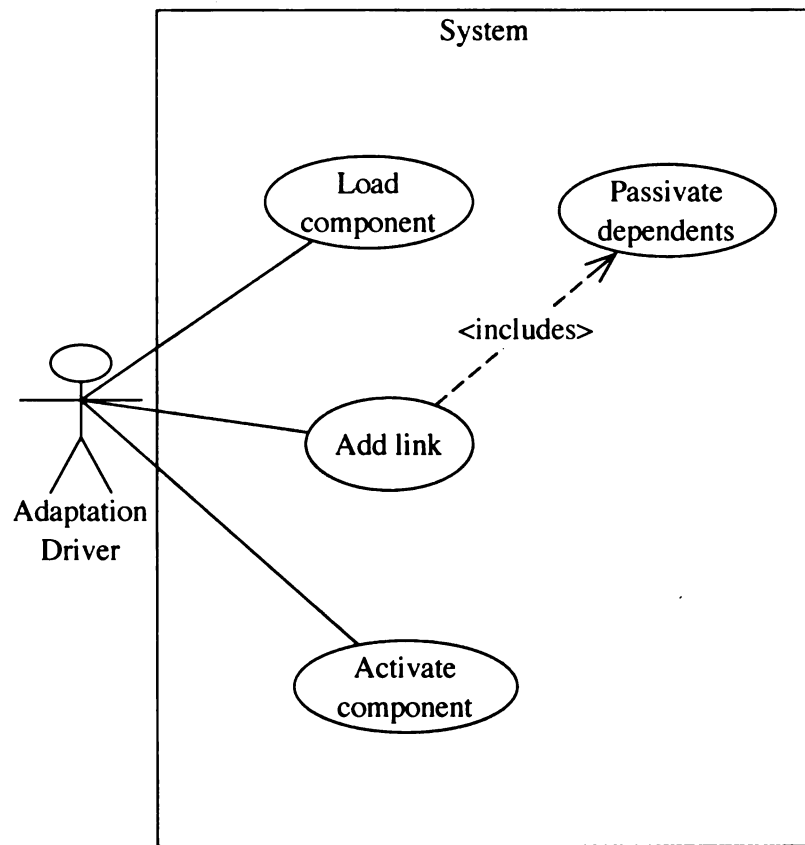 System
Load
component
Passivate
dependents
<includes>
Add link
Adaptation
Driver
Activate
component